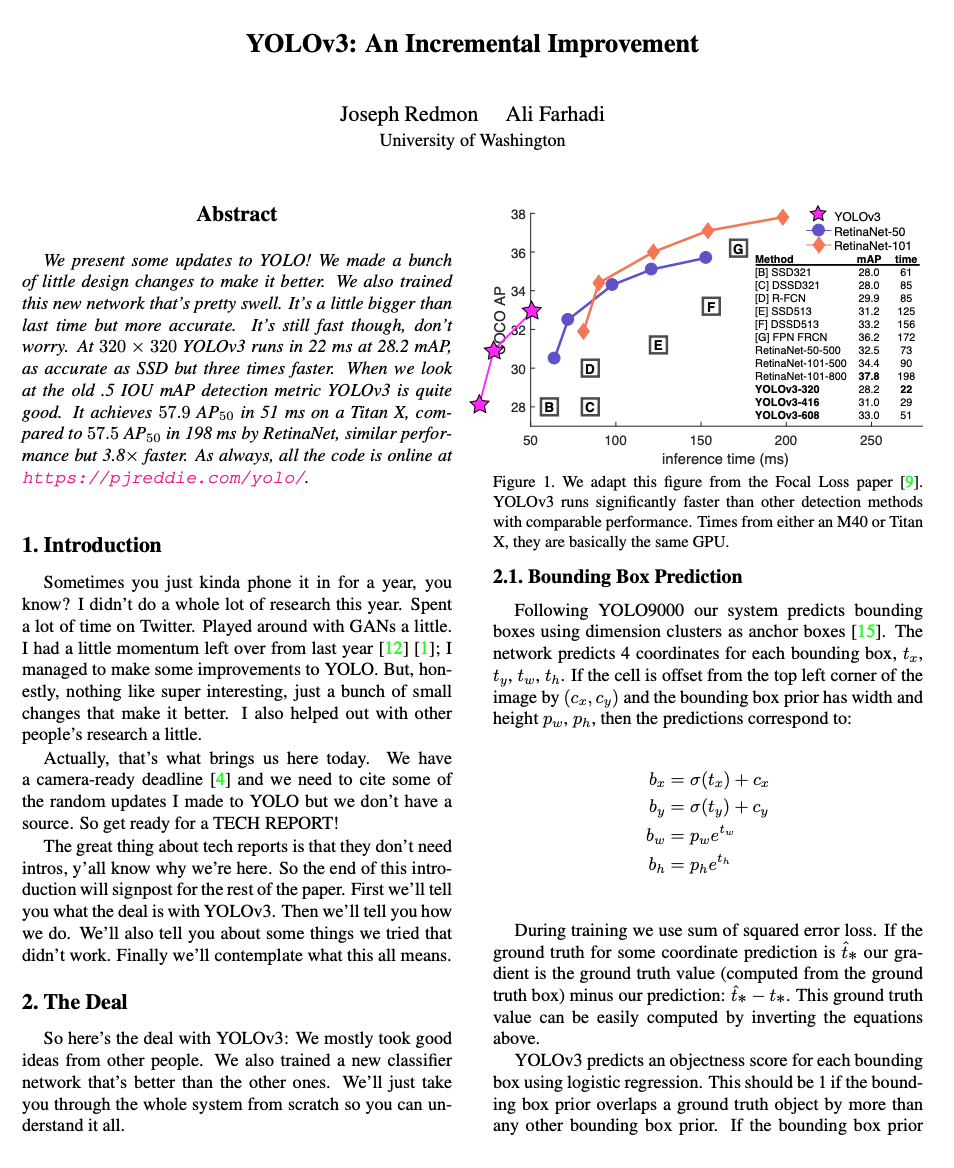 YOLOv3: An Incremental Improvement
Joseph Redmon Ali Farhadi
University of Washington
Abstract
We present some updates to YOLO! We made a bunch
of little design changes to make it better. We also trained
this new network that's pretty swell. It's a little bigger than
last time but more accurate. It's still fast though, don't
worry. At 320 × 320 YOLOv3 runs in 22 ms at 28.2 mAP,
as accurate as SSD but three times faster. When we look
at the old .5 IOU mAP detection metric YOLOv3 is quite
good. It achieves 57.9 AP₅₀ in 51 ms on a Titan X, com-
pared to 57.5 AP₅₀ in 198 ms by RetinaNet, similar perfor-
mance but 3.8× faster. As always, all the code is online at
https://pjreddie.com/yolo/.
1. Introduction
Sometimes you just kinda phone it in for a year, you
know? I didn't do a whole lot of research this year. Spent
a lot of time on Twitter. Played around with GANs a little.
I had a little momentum left over from last year [12] [1]; I
managed to make some improvements to YOLO. But, hon-
estly, nothing like super interesting, just a bunch of small
changes that make it better. I also helped out with other
people's research a little.
Actually, that's what brings us here today. We have
a camera-ready deadline [4] and we need to cite some of
the random updates I made to YOLO but we don't have a
source. So get ready for a TECH REPORT!
The great thing about tech reports is that they don't need
intros, y'all know why we're here. So the end of this intro-
duction will signpost for the rest of the paper. First we'll tell
you what the deal is with YOLOv3. Then we'll tell you how
we do. We'll also tell you about some things we tried that
didn't work. Finally we'll contemplate what this all means.
2. The Deal
So here's the deal with YOLOv3: We mostly took good
ideas from other people. We also trained a new classifier
network that's better than the other ones. We'll just take
you through the whole system from scratch so you can un-
derstand it all.
38
36
34
32
30
28
COCO AP
50 100 150 200 250
inference time (ms)
B
C
D
E
F
G
YOLOv3
RetinaNet-50
RetinaNet-101
Method mAP time
[B] SSD321 28.0 61
[C] DSSD321 28.0 85
[D] R-FCN 29.9 85
[E] SSD513 31.2 125
[F] DSSD513 33.2 156
[G] FPN FRCN 36.2 172
RetinaNet-50-500 32.5 73
RetinaNet-101-500 34.4 90
RetinaNet-101-800 37.8 198
YOLOv3-320 28.2 22
YOLOv3-416 31.0 29
YOLOv3-608 33.0 51
Figure 1. We adapt this figure from the Focal Loss paper [9].
YOLOv3 runs significantly faster than other detection methods
with comparable performance. Times from either an M40 or Titan
X, they are basically the same GPU.
2.1. Bounding Box Prediction
Following YOLO9000 our system predicts bounding
boxes using dimension clusters as anchor boxes [15]. The
network predicts 4 coordinates for each bounding box, tₓ,
t_y, t_w, t_h. If the cell is offset from the top left corner of the
image by (cₓ, c_y) and the bounding box prior has width and
height p_w, p_h, then the predictions correspond to:
bₓ = σ(tₓ) + cₓ
b_y = σ(t_y) + c_y
b_w = p_w e^{t_w}
b_h = p_h e^{t_h}
During training we use sum of squared error loss. If the
ground truth for some coordinate prediction is t̂* our gra-
dient is the ground truth value (computed from the ground
truth box) minus our prediction: t̂* − t*. This ground truth
value can be easily computed by inverting the equations
above.
YOLOv3 predicts an objectness score for each bounding
box using logistic regression. This should be 1 if the bound-
ing box prior overlaps a ground truth object by more than
any other bounding box prior. If the bounding box prior